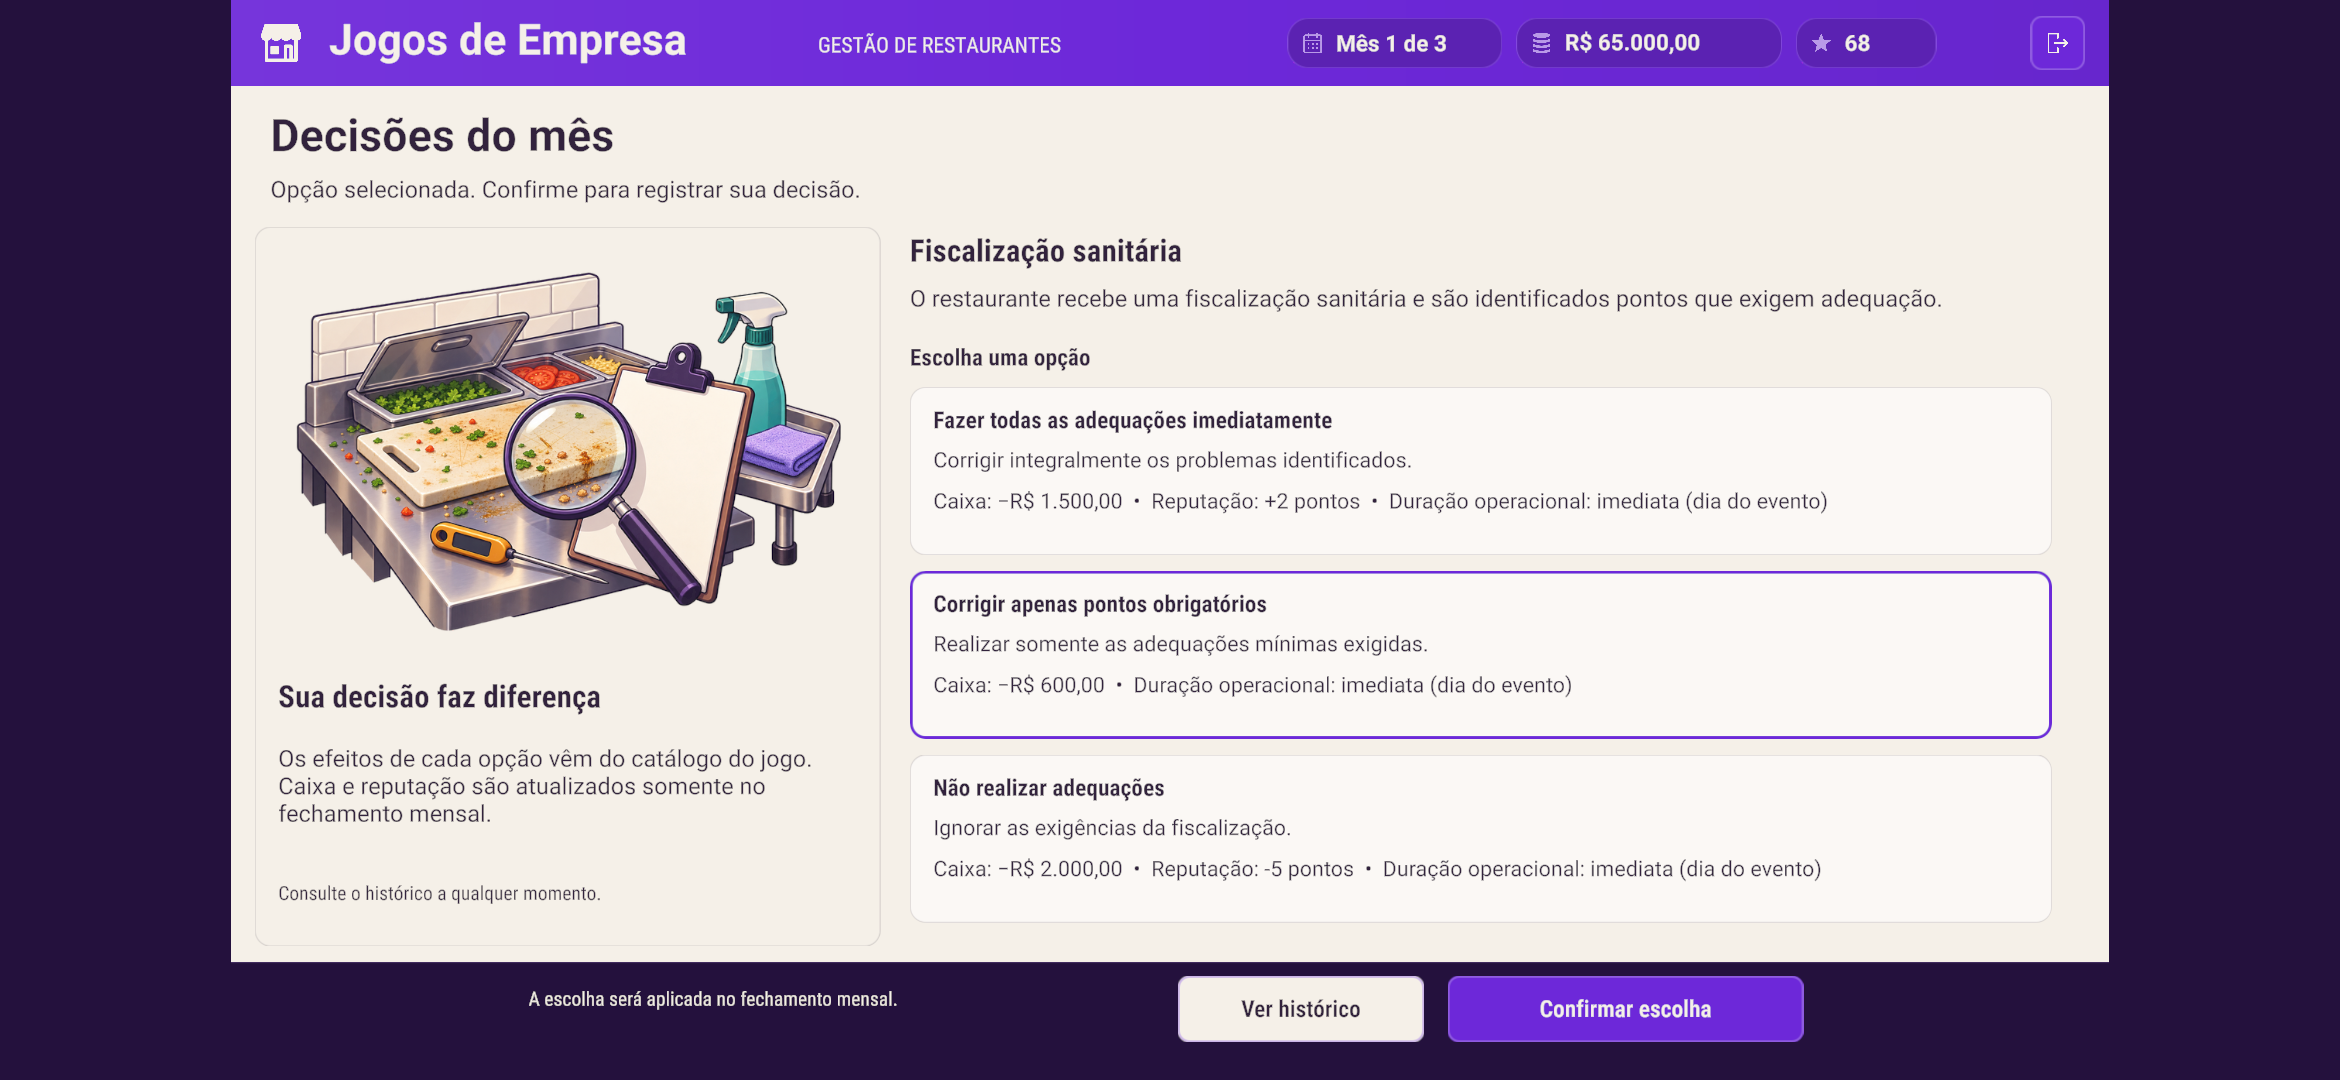 Jogos de Empresa
GESTÃO DE RESTAURANTES
Mês 1 de 3
R$ 65.000,00
68
Decisões do mês
Opção selecionada. Confirme para registrar sua decisão.
Sua decisão faz diferença
Os efeitos de cada opção vêm do catálogo do jogo.
Caixa e reputação são atualizados somente no
fechamento mensal.
Consulte o histórico a qualquer momento.
Fiscalização sanitária
O restaurante recebe uma fiscalização sanitária e são identificados pontos que exigem adequação.
Escolha uma opção
Fazer todas as adequações imediatamente
Corrigir integralmente os problemas identificados.
Caixa: −R$ 1.500,00 • Reputação: +2 pontos • Duração operacional: imediata (dia do evento)
Corrigir apenas pontos obrigatórios
Realizar somente as adequações mínimas exigidas.
Caixa: −R$ 600,00 • Duração operacional: imediata (dia do evento)
Não realizar adequações
Ignorar as exigências da fiscalização.
Caixa: −R$ 2.000,00 • Reputação: -5 pontos • Duração operacional: imediata (dia do evento)
A escolha será aplicada no fechamento mensal.
Ver histórico
Confirmar escolha